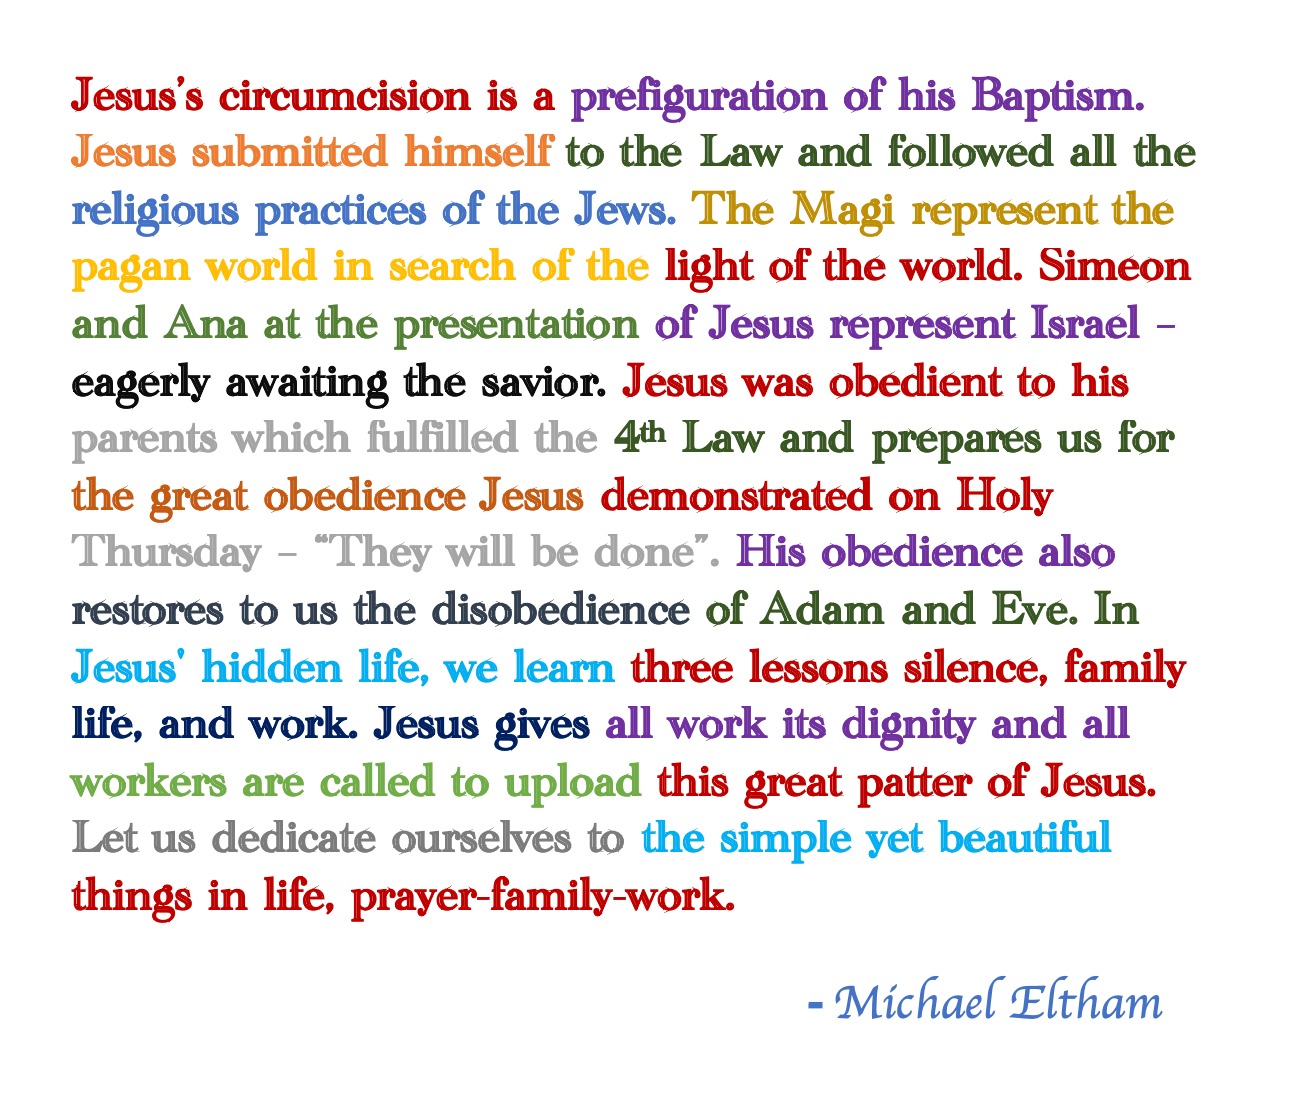 Jesus’s circumcision is a prefiguration of his Baptism.
Jesus submitted himself to the Law and followed all the
religious practices of the Jews. The Magi represent the
pagan world in search of the light of the world. Simeon
and Ana at the presentation of Jesus represent Israel –
eagerly awaiting the savior. Jesus was obedient to his
parents which fulfilled the 4th Law and prepares us for
the great obedience Jesus demonstrated on Holy
Thursday – “They will be done”. His obedience also
restores to us the disobedience of Adam and Eve. In
Jesus' hidden life, we learn three lessons silence, family
life, and work. Jesus gives all work its dignity and all
workers are called to upload this great patter of Jesus.
Let us dedicate ourselves to the simple yet beautiful
things in life, prayer-family-work.
- Michael Eltham